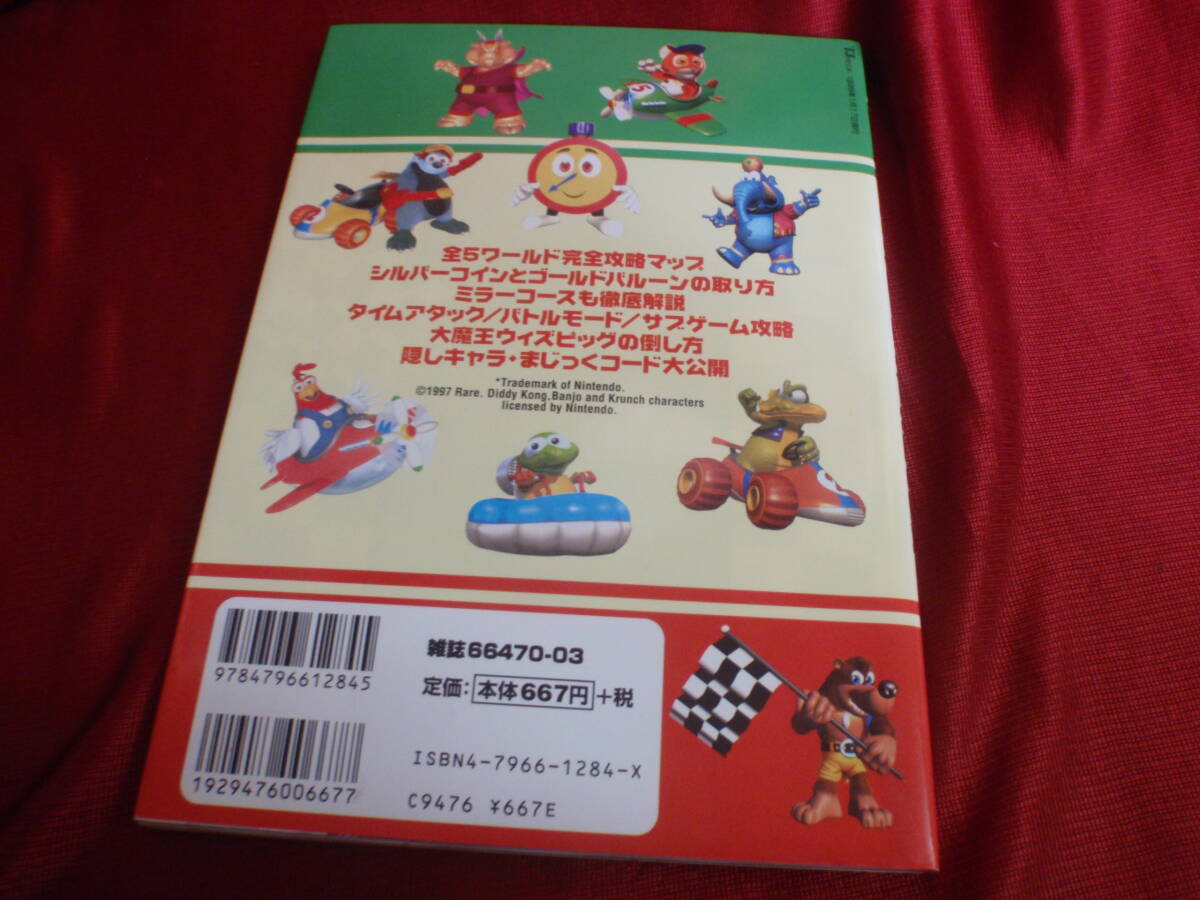 全5ワールド完全攻略マップ
シルバーコインとゴールドバルーンの取り方
ミラーコースも徹底解説
タイムアタック/バトルモード/サブゲーム攻略
大魔王ウィズピッグの倒し方
隠しキャラ・まじっくコード大公開
*Trademark of Nintendo.
©1997 Rare. Diddy Kong,Banjo and Krunch characters
licensed by Nintendo.
9784796612845
雑誌66470-03
定価:本体667円+税
1929476006677
ISBN4-7966-1284-X
C9476 ¥667E